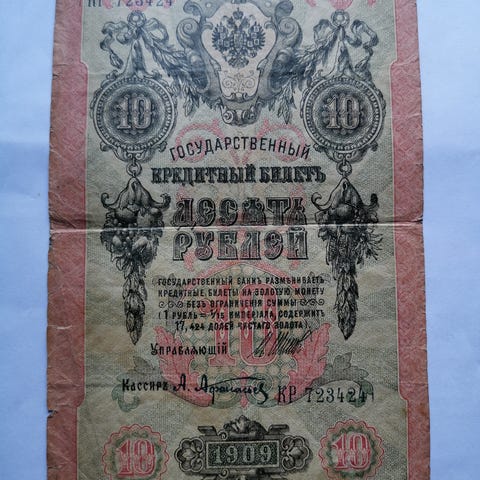 КР 723424
10 10
ГОСУДАРСТВЕННЫЙ
КРЕДИТНЫЙ БИЛЕТЪ
ДЕСЯТЬ
РУБЛЕЙ
ГОСУДАРСТВЕННЫЙ БАНКЪ РАЗМѢНИВАЕТЪ
КРЕДИТНЫЕ БИЛЕТЫ НА ЗОЛОТУЮ МОНЕТУ
БЕЗЪ ОГРАНИЧЕНІЯ СУММЫ
(1 РУБЛЬ = 1/15 ИМПЕРІАЛА, СОДЕРЖИТЪ
17,424 ДОЛЕЙ ЧИСТАГО ЗОЛОТА)
10
УПРАВЛЯЮЩІЙ
Кассиръ А. Афанасьев КР 723424
10 1909 10